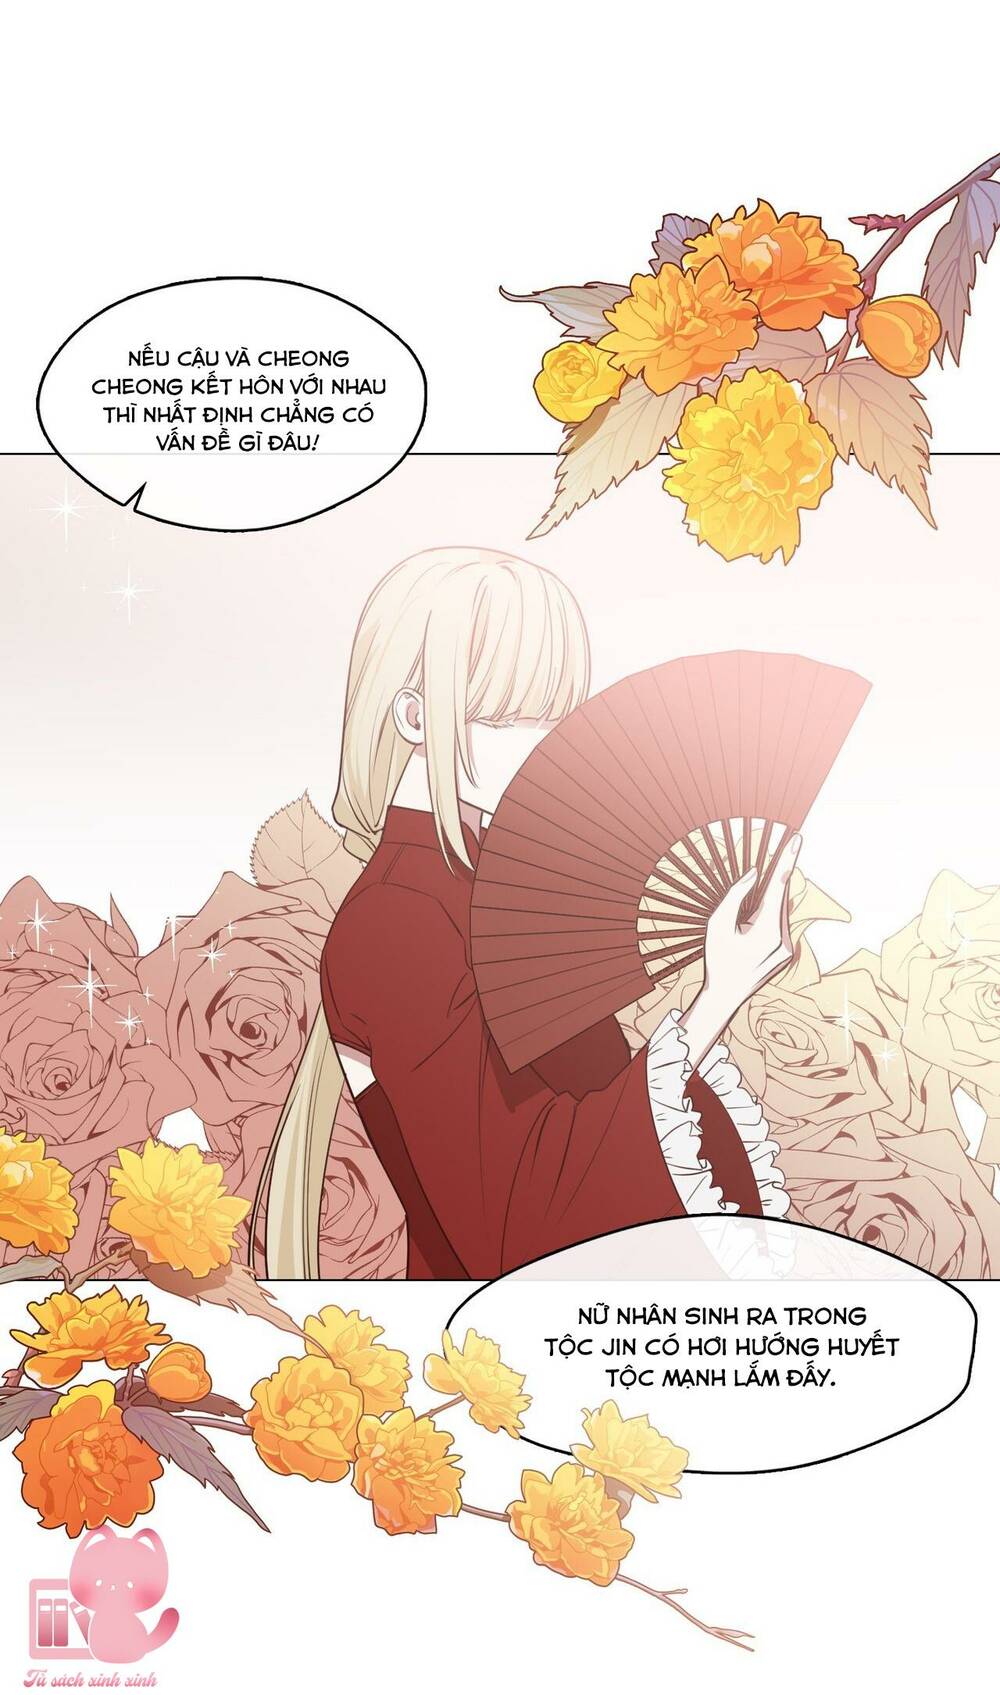 NẾU CẬU VÀ CHEONG
CHEONG KẾT HÔN VỚI NHAU
THÌ NHẤT ĐỊNH CHẲNG CÓ
VẤN ĐỀ GÌ ĐÂU!
NỮ NHÂN SINH RA TRONG
TỘC JIN CÓ HƠI HƯỚNG HUYẾT
TỘC MẠNH LẮM ĐẤY.
Tủ sách xinh xinh